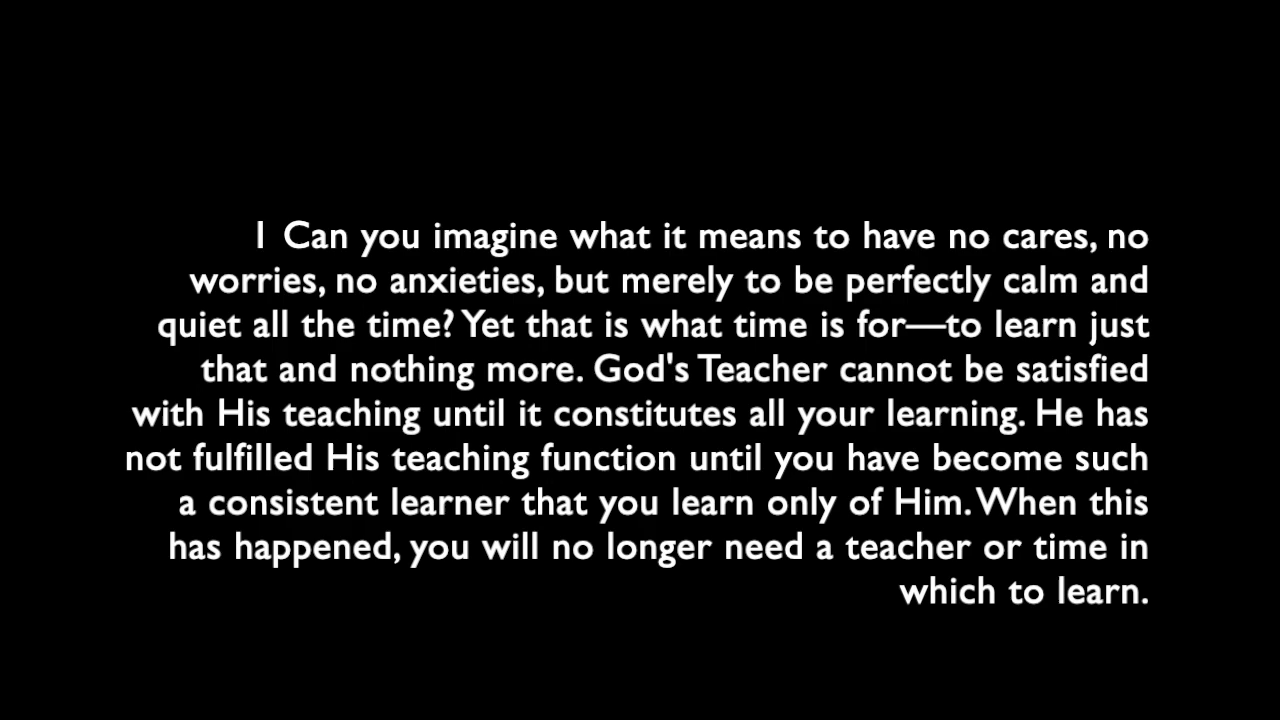 1 Can you imagine what it means to have no cares, no
worries, no anxieties, but merely to be perfectly calm and
quiet all the time? Yet that is what time is for—to learn just
that and nothing more. God's Teacher cannot be satisfied
with His teaching until it constitutes all your learning. He has
not fulfilled His teaching function until you have become such
a consistent learner that you learn only of Him. When this
has happened, you will no longer need a teacher or time in
which to learn.